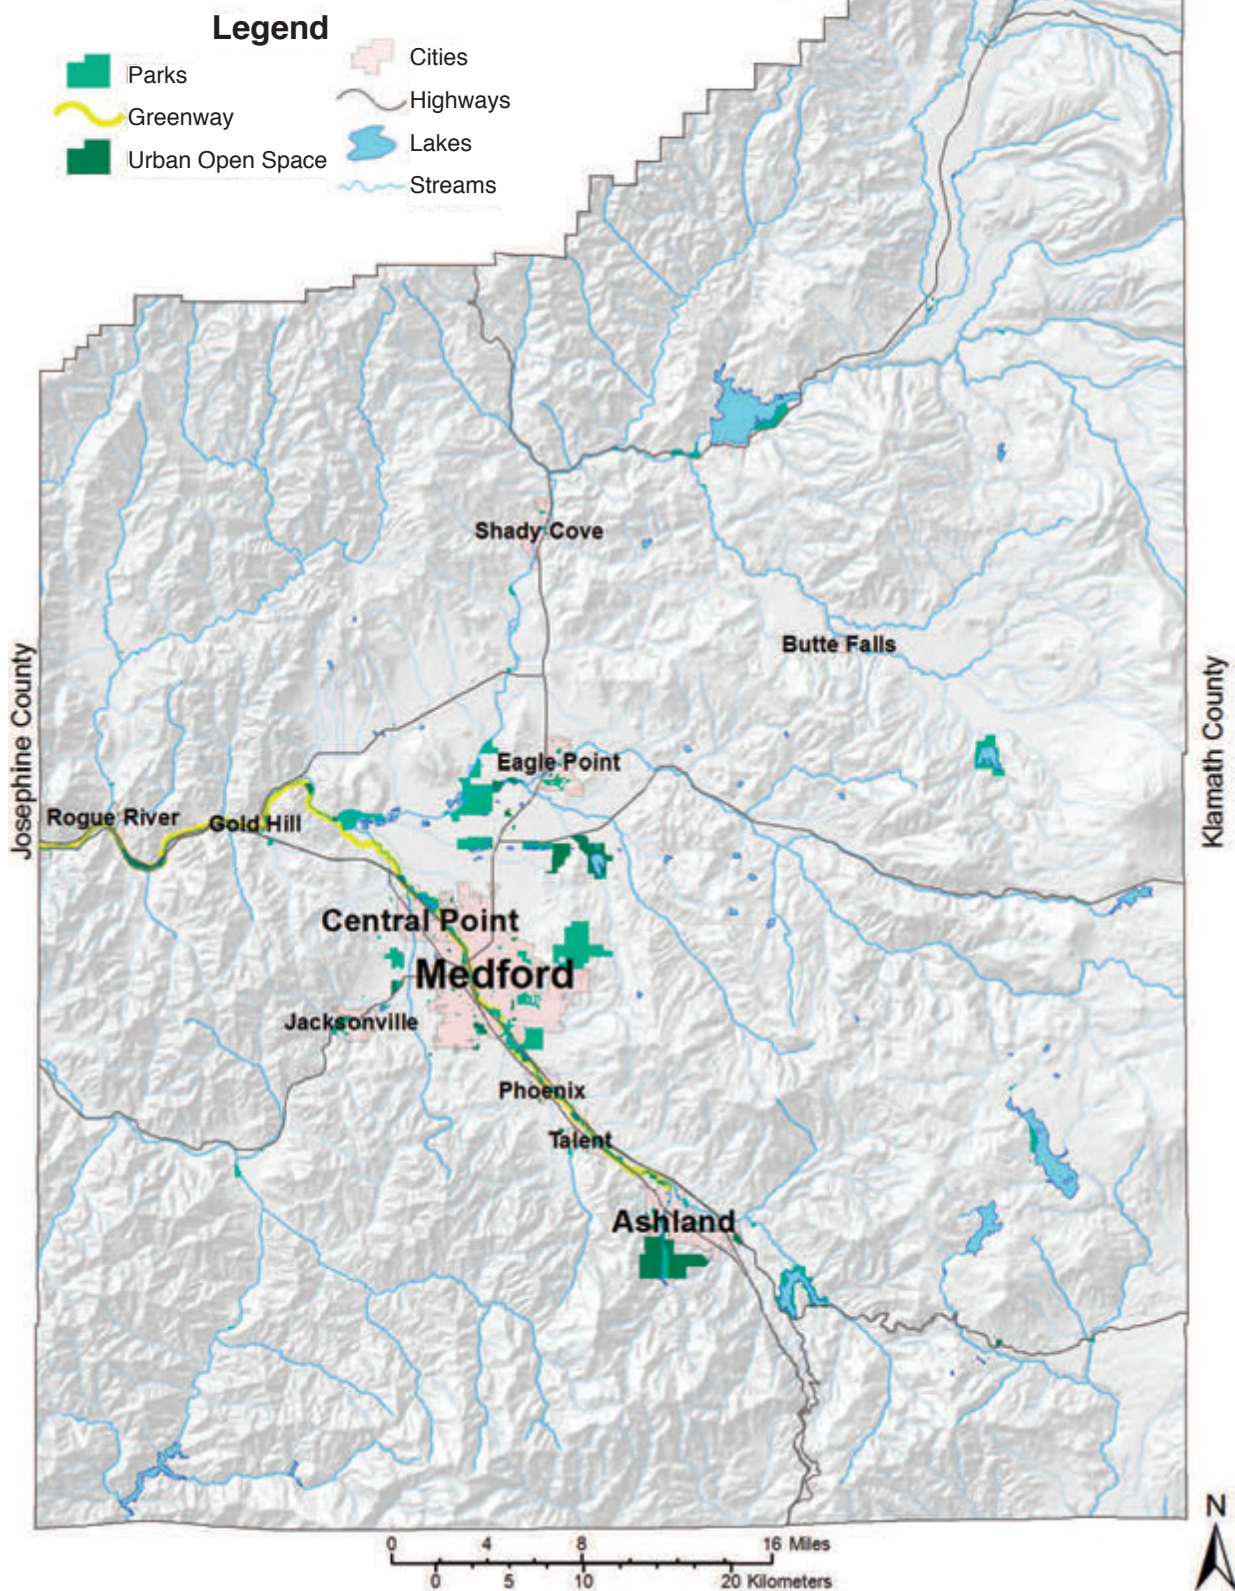 Legend
Parks
Greenway
Urban Open Space
Cities
Highways
Lakes
Streams
Shady Cove
Butte Falls
Josephine County
Klamath County
Eagle Point
Rogue River
Gold Hill
Central Point
Medford
Jacksonville
Phoenix
Talent
Ashland
N
0 4 8 16 Miles
0 5 10 20 Kilometers